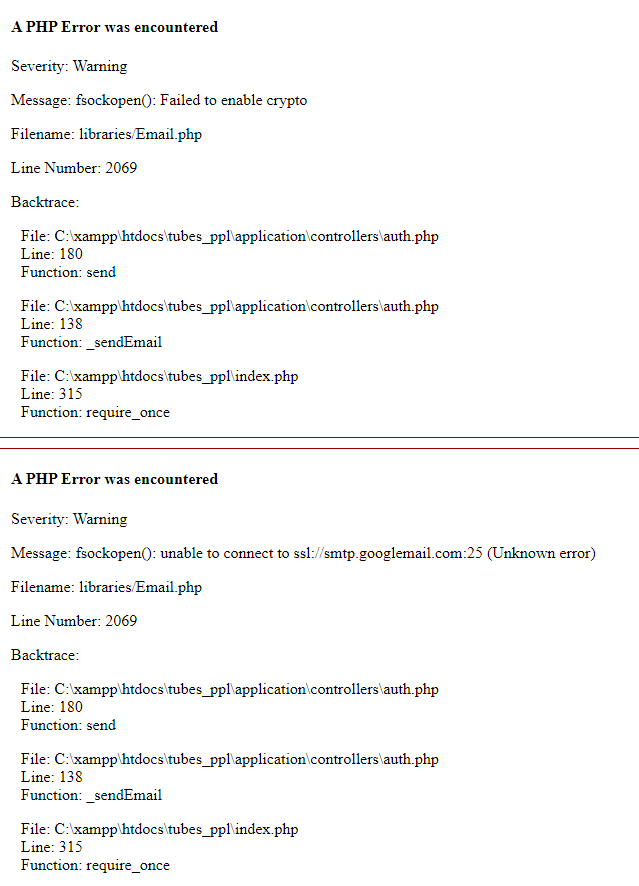 A PHP Error was encountered
Severity: Warning
Message: fsockopen(): Failed to enable crypto
Filename: libraries/Email.php
Line Number: 2069
Backtrace:
File: C:\xampp\htdocs\tubes_ppl\application\controllers\auth.php
Line: 180
Function: send
File: C:\xampp\htdocs\tubes_ppl\application\controllers\auth.php
Line: 138
Function: _sendEmail
File: C:\xampp\htdocs\tubes_ppl\index.php
Line: 315
Function: require_once
A PHP Error was encountered
Severity: Warning
Message: fsockopen(): unable to connect to ssl://smtp.googlemail.com:25 (Unknown error)
Filename: libraries/Email.php
Line Number: 2069
Backtrace:
File: C:\xampp\htdocs\tubes_ppl\application\controllers\auth.php
Line: 180
Function: send
File: C:\xampp\htdocs\tubes_ppl\application\controllers\auth.php
Line: 138
Function: _sendEmail
File: C:\xampp\htdocs\tubes_ppl\index.php
Line: 315
Function: require_once